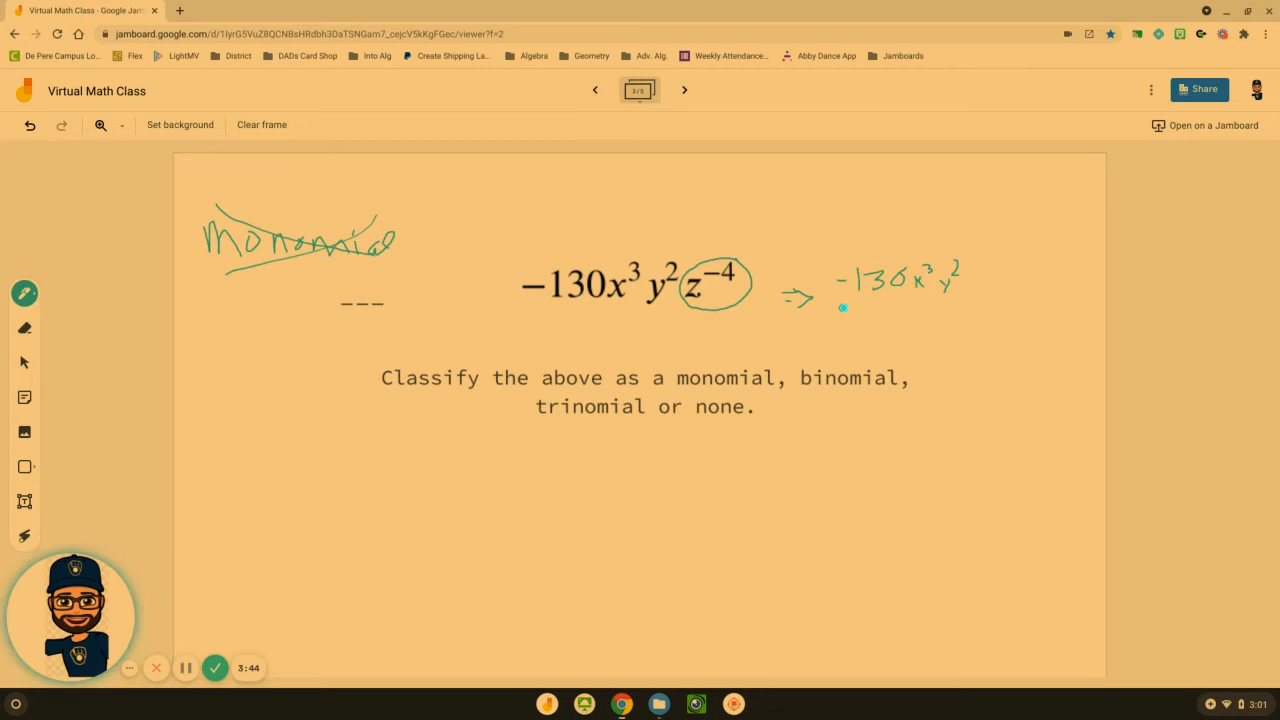 Virtual Math Class - Google Jam
jamboard.google.com/d/1IyrG5VuZ8QCNBsHRdbh3DaTSNGam7_cejcV5kKgFGec/viewer?f=2
De Pere Campus Lo... Flex LightMV District DADs Card Shop Into Alg Create Shipping La... Algebra Geometry Adv. Alg. Weekly Attendance... Abby Dance App Jamboards
Virtual Math Class
2/5
Share
Set background Clear frame
Open on a Jamboard
Monomial
−130x³y²z⁻⁴ ⇒ -130x³y²
---
Classify the above as a monomial, binomial,
trinomial or none.
3:44
3:01